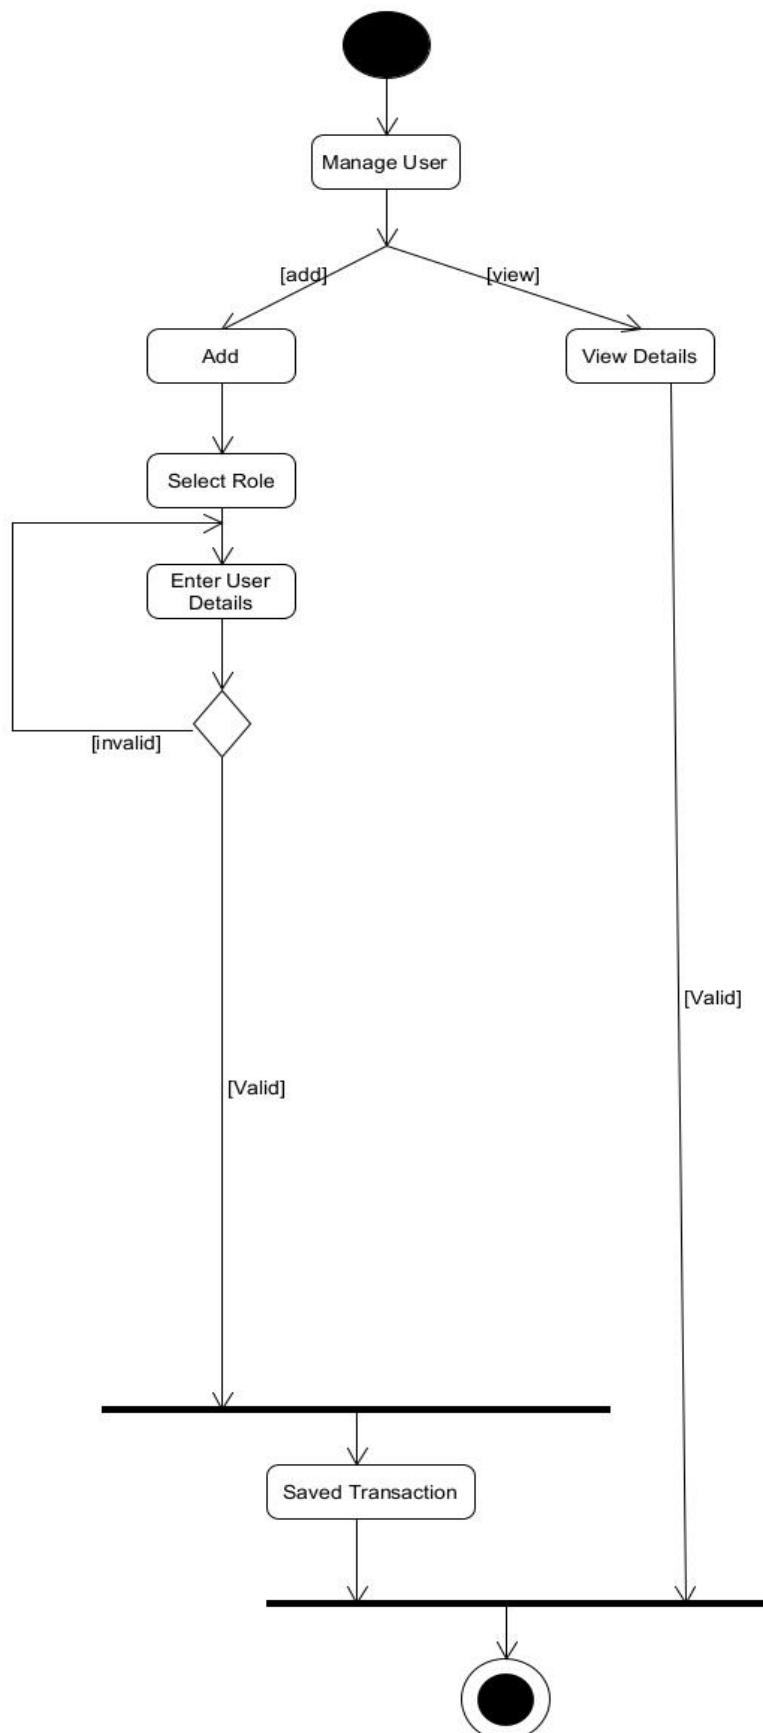 Manage User
[add]
[view]
Add
View Details
Select Role
Enter User
Details
[invalid]
[Valid]
[Valid]
Saved Transaction